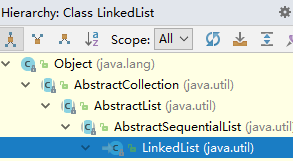 Hierarchy: Class LinkedList
Scope: All
Object (java.lang)
AbstractCollection (java.util)
AbstractList (java.util)
AbstractSequentialList (java.util)
LinkedList (java.util)